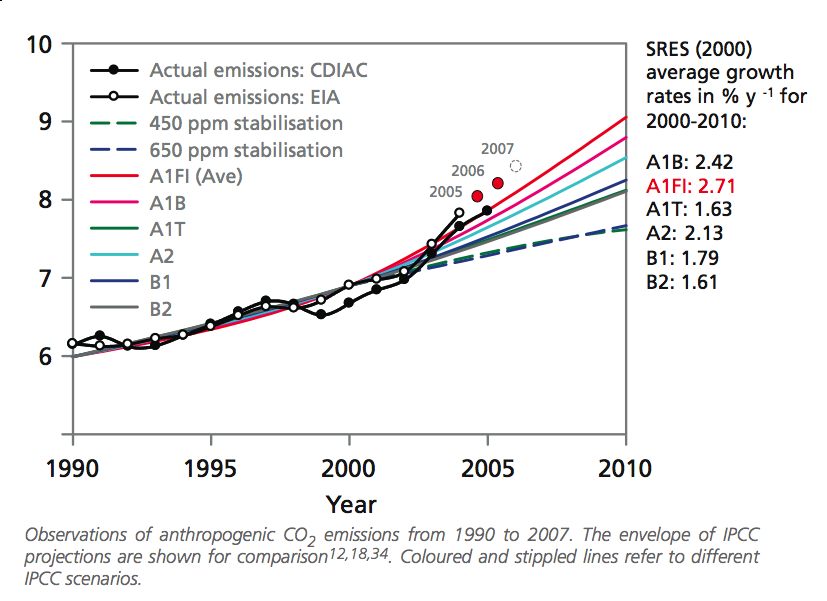 10
9
8
7
6
Actual emissions: CDIAC
Actual emissions: EIA
450 ppm stabilisation
650 ppm stabilisation
A1FI (Ave)
A1B
A1T
A2
B1
B2
2007
2006
2005
1990 1995 2000 2005 2010
Year
SRES (2000)
average growth
rates in % y -1 for
2000-2010:
A1B: 2.42
A1FI: 2.71
A1T: 1.63
A2: 2.13
B1: 1.79
B2: 1.61
Observations of anthropogenic CO2 emissions from 1990 to 2007. The envelope of IPCC
projections are shown for comparison12,18,34. Coloured and stippled lines refer to different
IPCC scenarios.